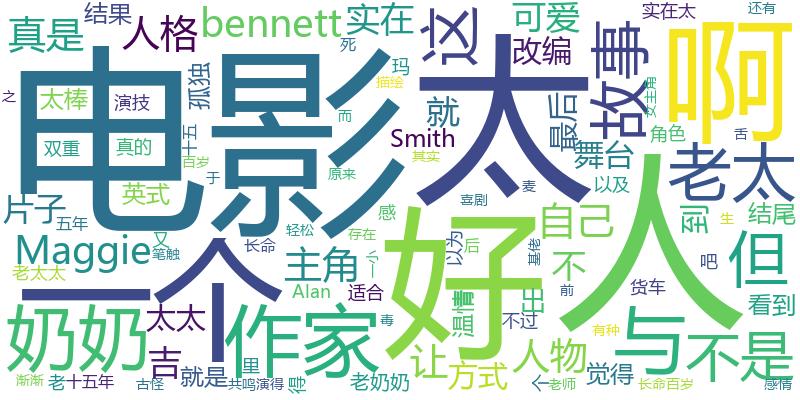 真是 结果 人格 bennett 实在 这 可爱 改编 故事 实在太 还有
之 太棒 演技 孤独 死 玛 描绘 就 最后 啊 女主角
电影 太 人
双重 真的 十五 百岁 而 Smith 舞台 角色 舌
英式 于 原来 其实 麦 以及 老太
片子 五年 又 感 喜剧 自己 到 生 结尾
Maggie 笔触 长命 轻松 存在 一小 好 后 以为 不 基佬 但
一个 主角 吧 看到
老太太 Alan 适合 温情 出 前 货车
奶奶 太太 作家 毒 不过 与 有种 不是
吉 里 让 人物
渐渐 老 十五年 古怪 就是 共鸣 演得 得 老奶奶 方式 个 老师 觉得 长命百岁 感情